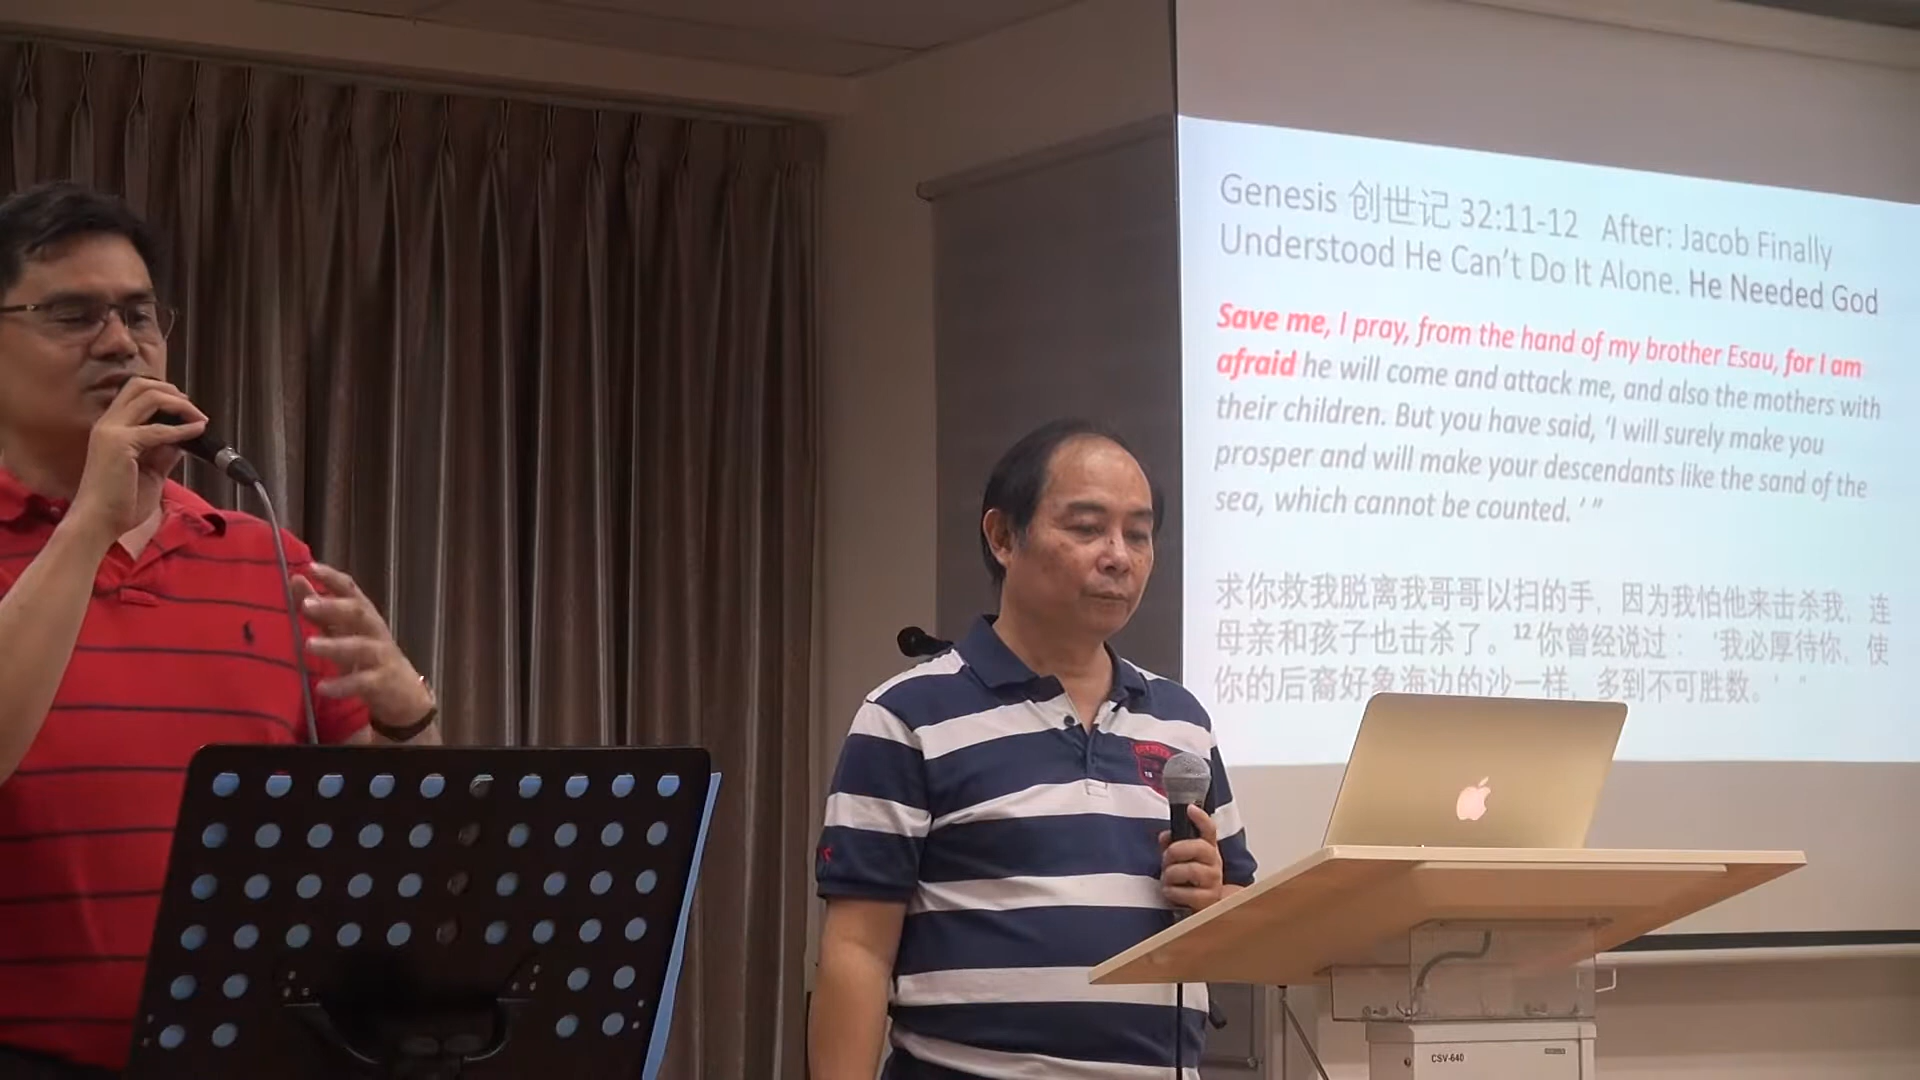 Genesis 创世记 32:11-12 After: Jacob Finally
Understood He Can't Do It Alone. He Needed God
Save me, I pray, from the hand of my brother Esau, for I am
afraid he will come and attack me, and also the mothers with
their children. But you have said, 'I will surely make you
prosper and will make your descendants like the sand of the
sea, which cannot be counted. ' "
求你救我脱离我哥哥以扫的手，因为我怕他来击杀我，连
母亲和孩子也击杀了。12 你曾经说过：‘我必厚待你，使
你的后裔好象海边的沙一样，多到不可胜数。’ ”
CSV-640